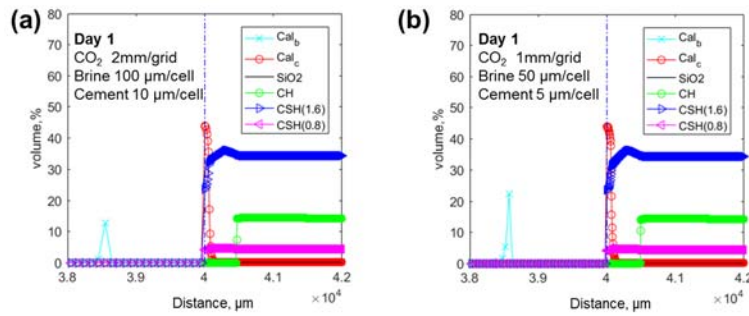 (a)
80
70
60
50
40
30
20
10
0
volume, %
Day 1
CO₂ 2mm/grid
Brine 100 µm/cell
Cement 10 µm/cell
Cal_b
Cal_c
SiO2
CH
CSH(1.6)
CSH(0.8)
3.8 3.9 4 4.1 4.2
Distance, µm
×10⁴
(b)
80
70
60
50
40
30
20
10
0
volume, %
Day 1
CO₂ 1mm/grid
Brine 50 µm/cell
Cement 5 µm/cell
Cal_b
Cal_c
SiO2
CH
CSH(1.6)
CSH(0.8)
3.8 3.9 4 4.1 4.2
Distance, µm
×10⁴